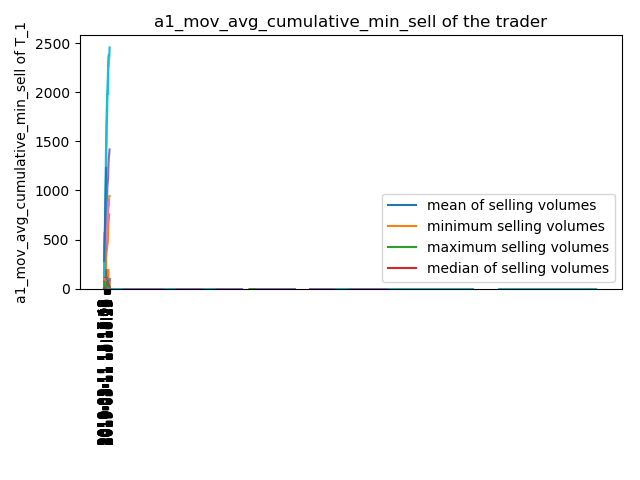 a1_mov_avg_cumulative_min_sell of the trader
a1_mov_avg_cumulative_min_sell of T_1
2500
2000
1500
1000
500
0
mean of selling volumes
minimum selling volumes
maximum selling volumes
median of selling volumes